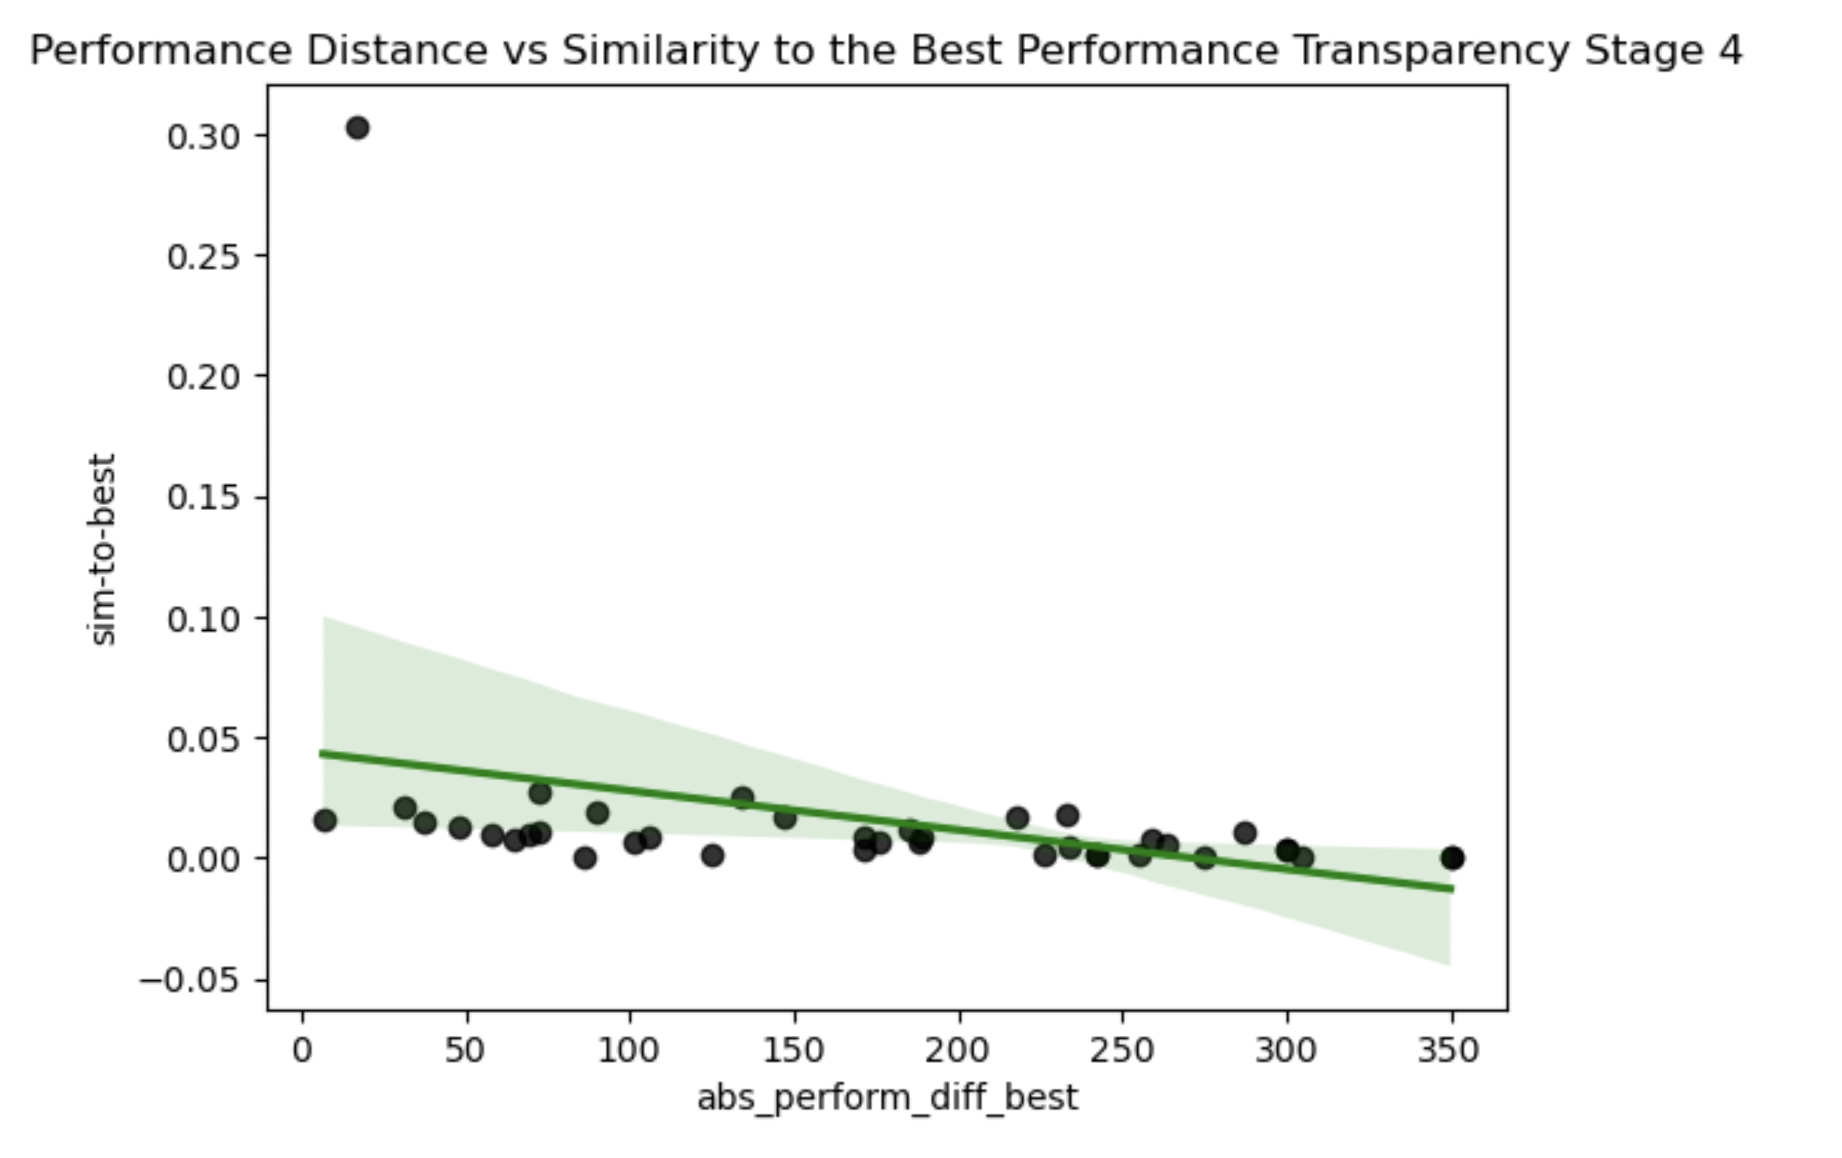 Performance Distance vs Similarity to the Best Performance Transparency Stage 4
0.30
0.25
0.20
0.15
0.10
0.05
0.00
−0.05
sim-to-best
0 50 100 150 200 250 300 350
abs_perform_diff_best